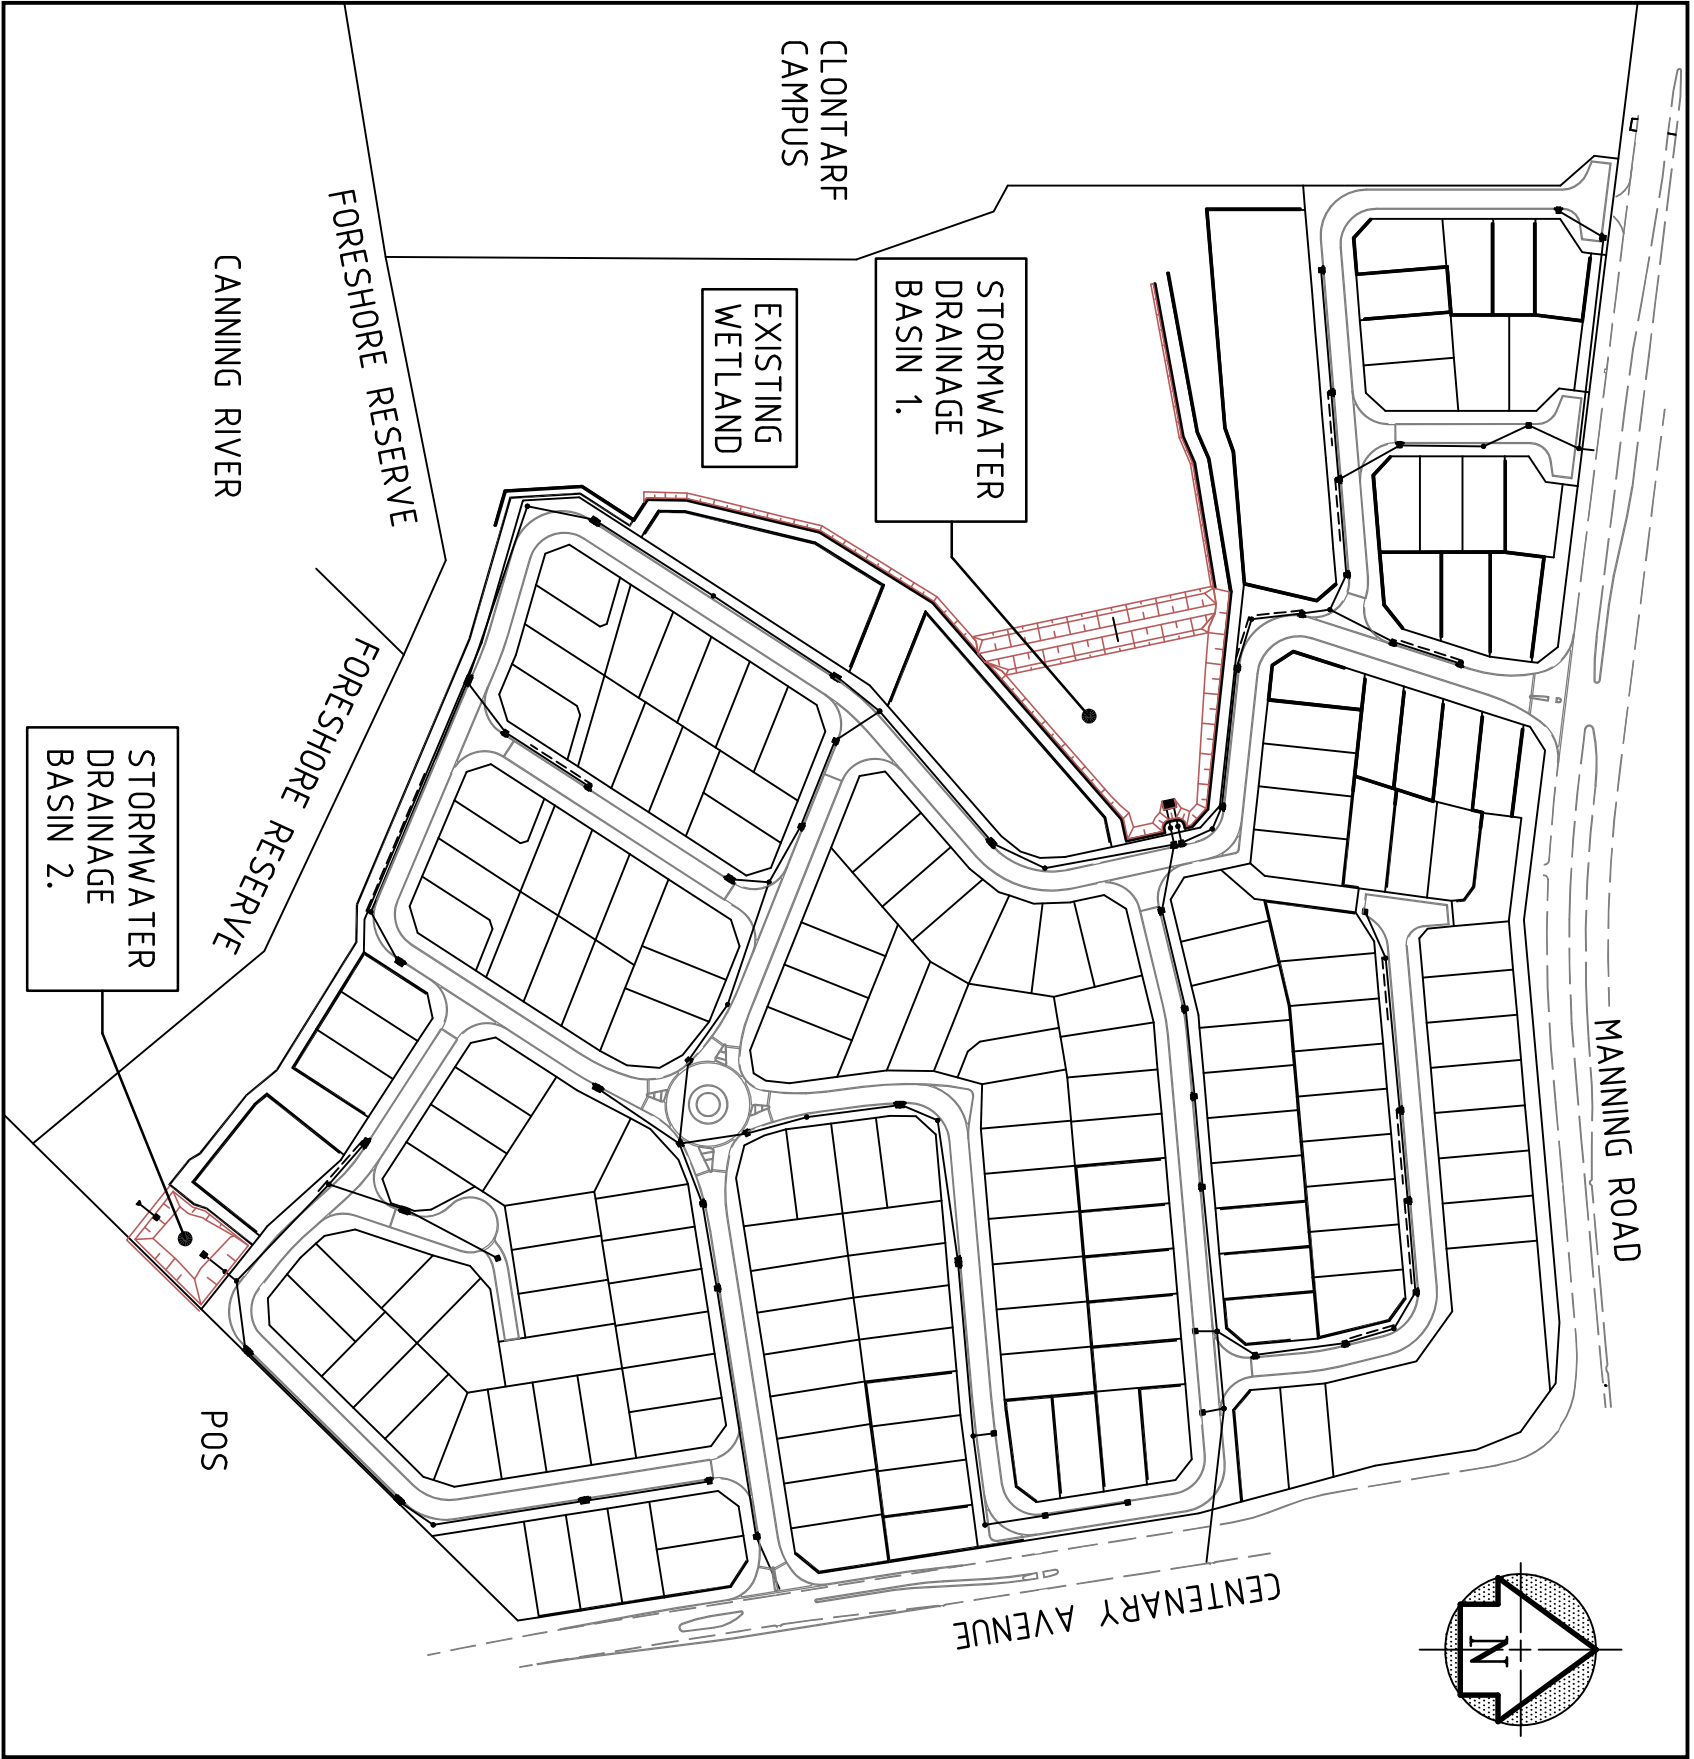 CLONTARF
CAMPUS
MANNING ROAD
STORMWATER
DRAINAGE
BASIN 1.
EXISTING
WETLAND
FORESHORE RESERVE
CANNING RIVER
FORESHORE RESERVE
STORMWATER
DRAINAGE
BASIN 2.
POS
CENTENARY AVENUE
N